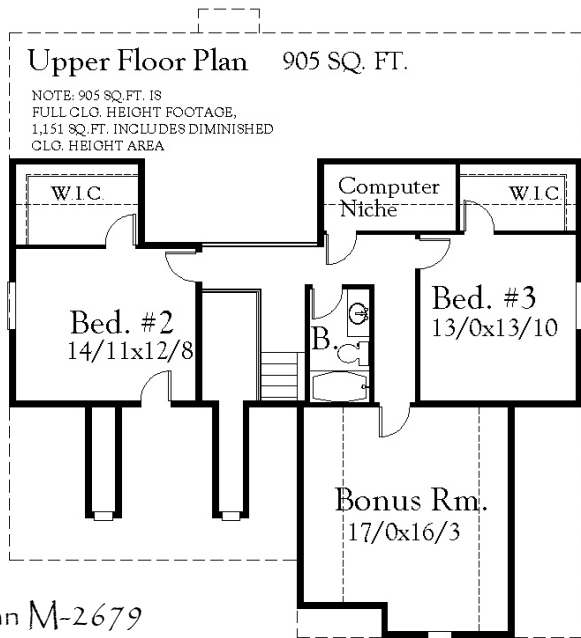 Upper Floor Plan 905 SQ. FT.
NOTE: 905 SQ.FT. IS
FULL CLG. HEIGHT FOOTAGE,
1,151 SQ.FT. INCLUDES DIMINISHED
CLG. HEIGHT AREA
W.I.C.
Computer
Niche
W.I.C.
Bed. #2
14/11x12/8
B.
Bed. #3
13/0x13/10
Bonus Rm.
17/0x16/3
M-2679